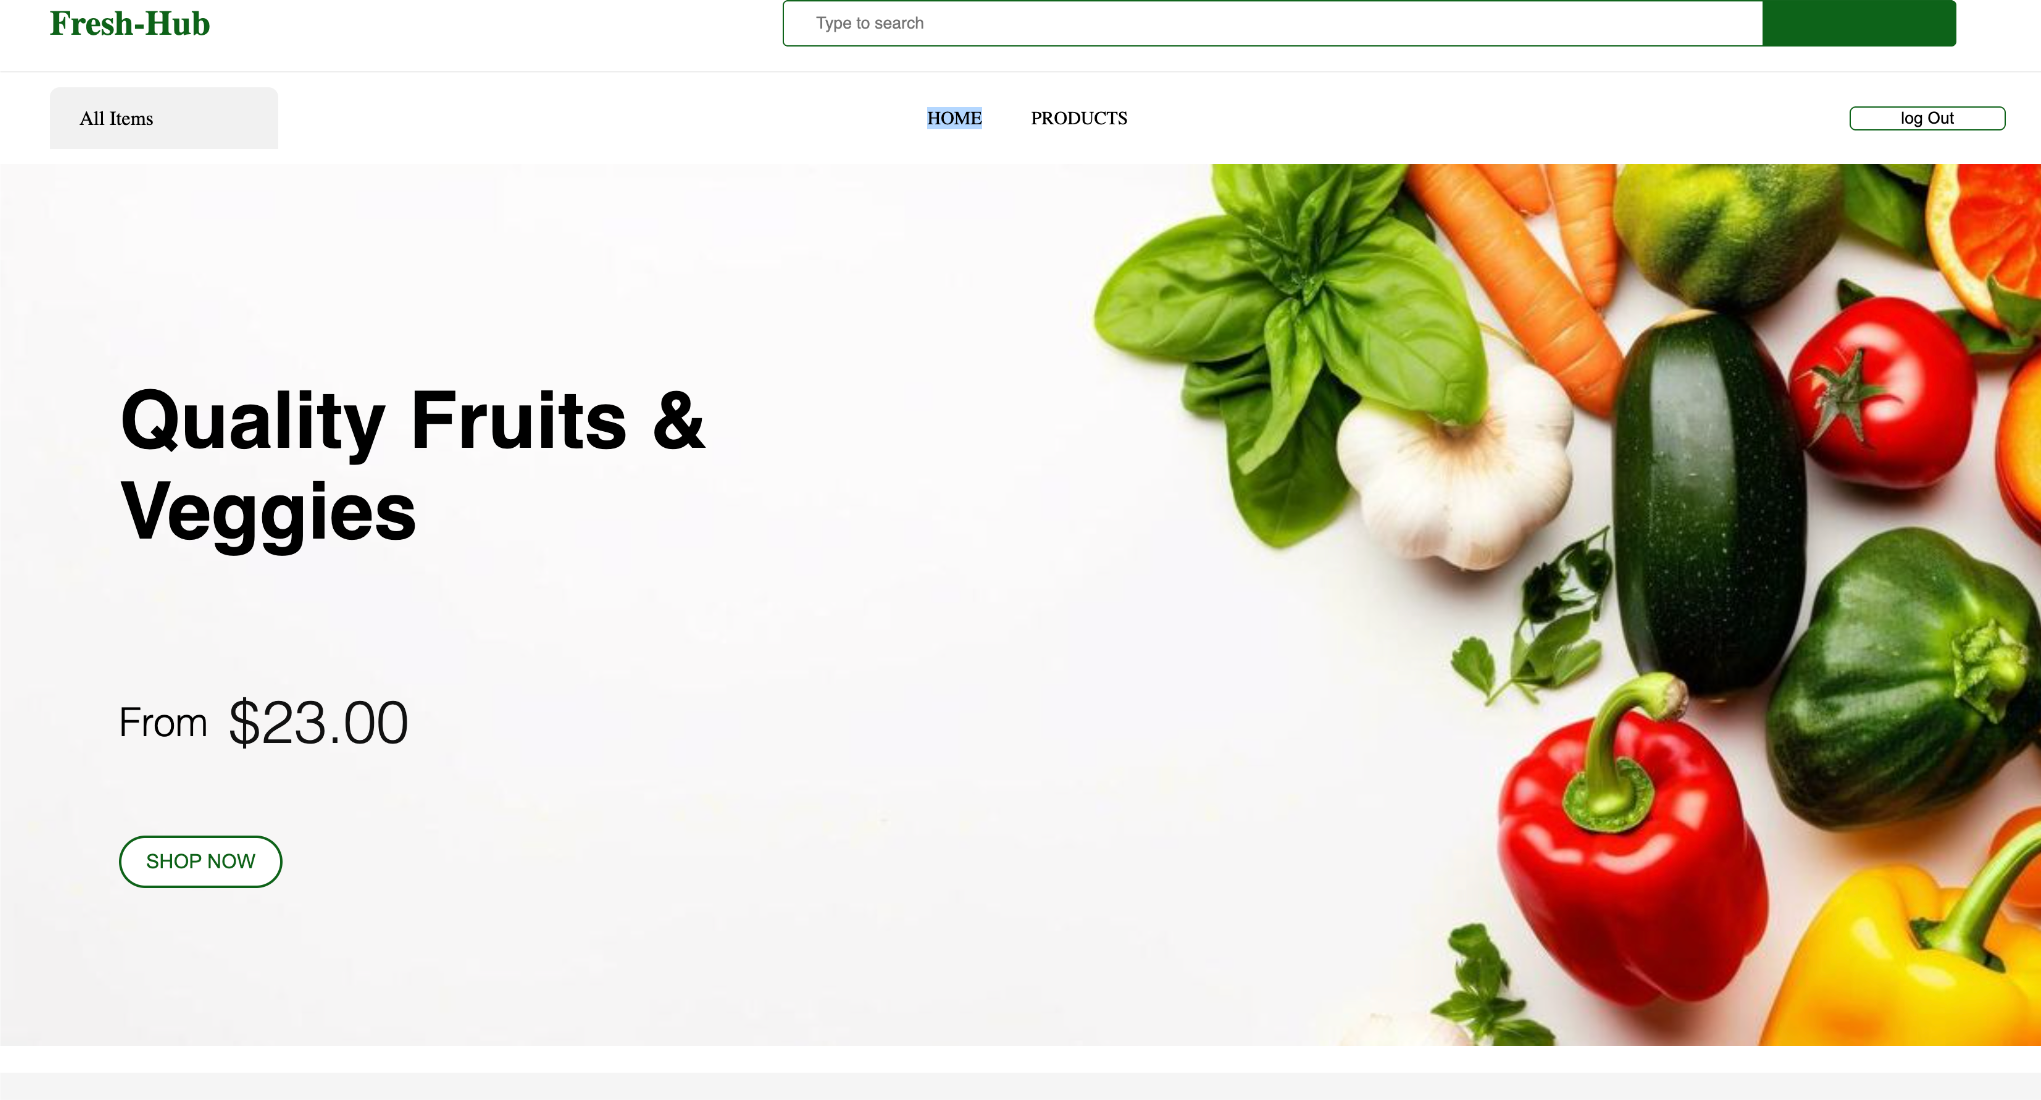 Fresh-Hub
Type to search
All Items
HOME
PRODUCTS
log Out
Quality Fruits &
Veggies
From $23.00
SHOP NOW